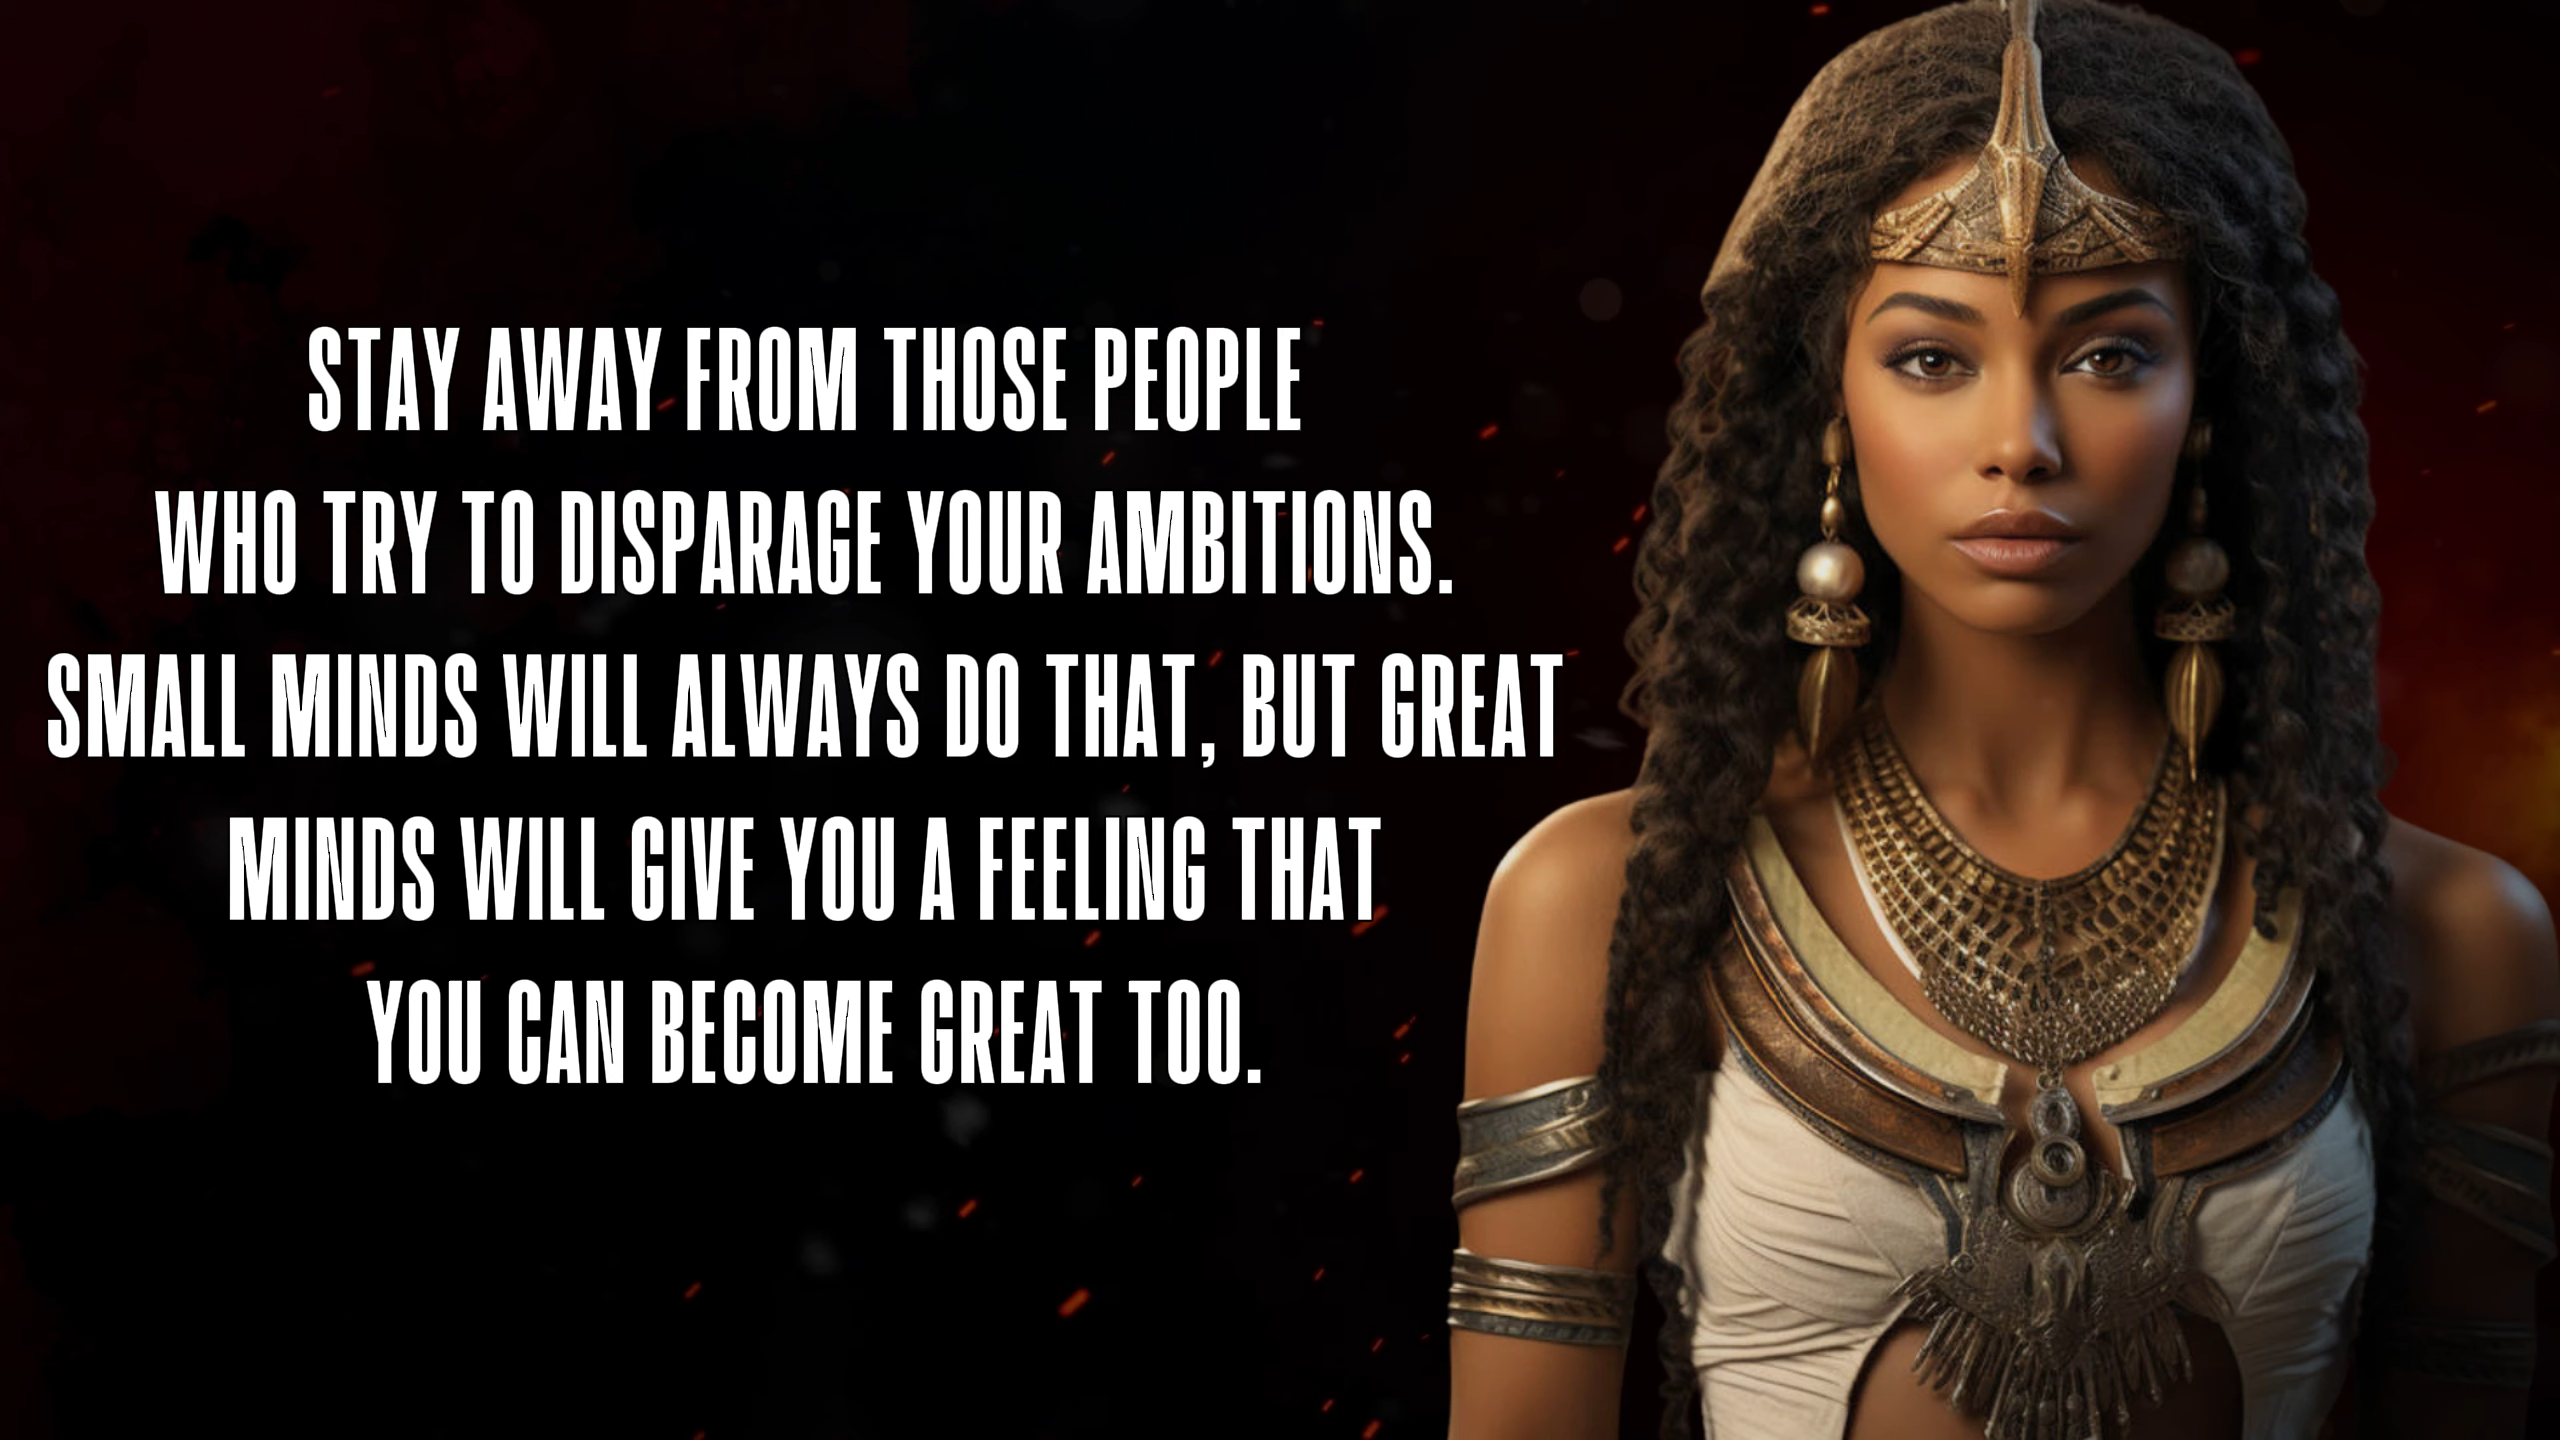 STAY AWAY FROM THOSE PEOPLE
WHO TRY TO DISPARAGE YOUR AMBITIONS.
SMALL MINDS WILL ALWAYS DO THAT, BUT GREAT
MINDS WILL GIVE YOU A FEELING THAT
YOU CAN BECOME GREAT TOO.